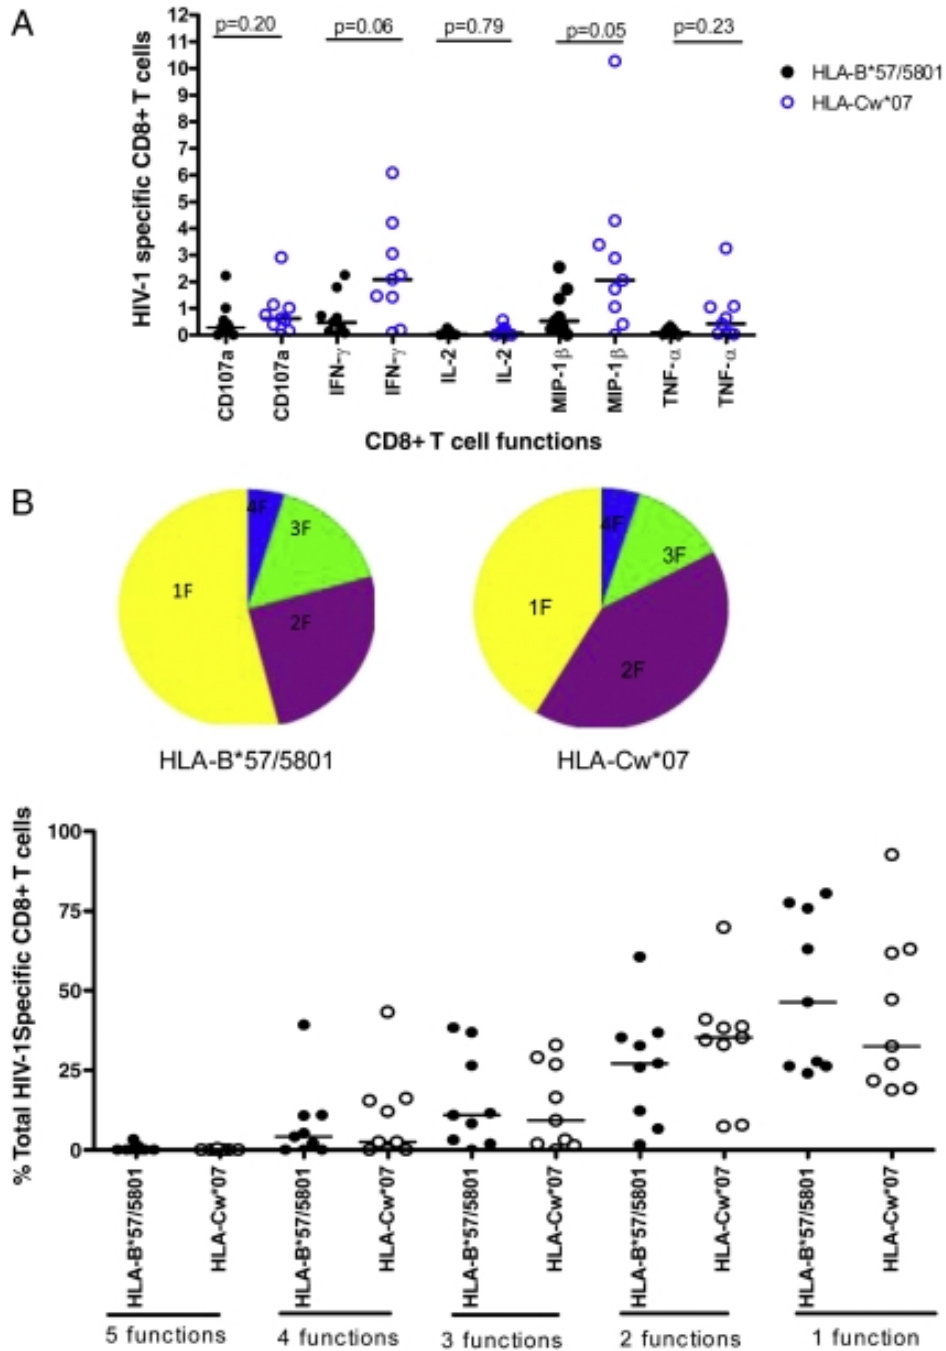 A
p=0.20
p=0.06
p=0.79
p=0.05
p=0.23
HLA-B*57/5801
HLA-Cw*07
HIV-1 specific CD8+ T cells
12
11
10
9
8
7
6
5
4
3
2
1
0
CD107a
CD107a
IFN-γ
IFN-γ
IL-2
IL-2
MIP-1β
MIP-1β
TNF-α
TNF-α
CD8+ T cell functions
B
4F
3F
2F
1F
4F
3F
2F
1F
HLA-B*57/5801
HLA-Cw*07
% Total HIV-1Specific CD8+ T cells
100
75
50
25
0
HLA-B*57/5801
HLA-Cw*07
HLA-B*57/5801
HLA-Cw*07
HLA-B*57/5801
HLA-Cw*07
HLA-B*57/5801
HLA-Cw*07
HLA-B*57/5801
HLA-Cw*07
5 functions
4 functions
3 functions
2 functions
1 function